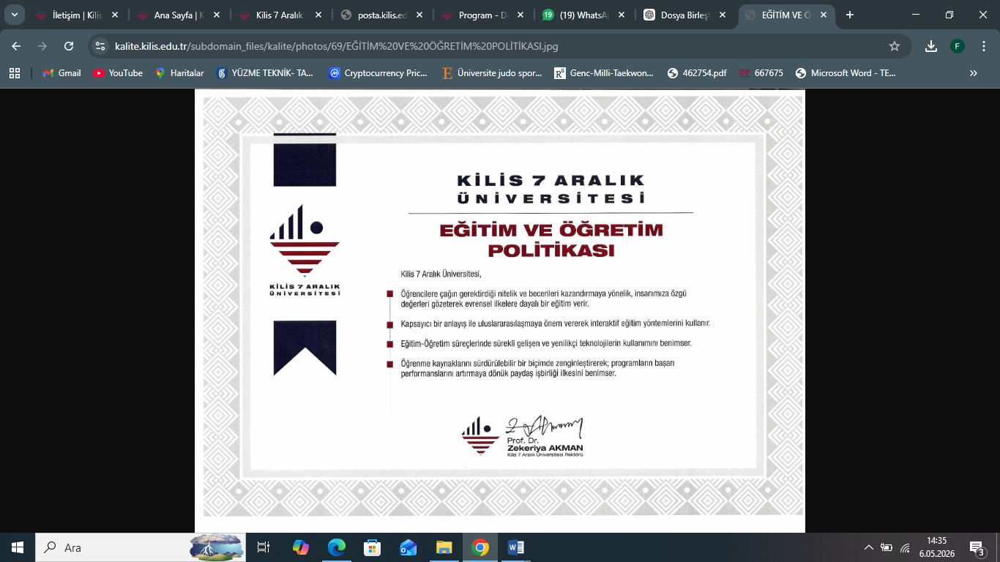 İletişim | Kilis
Ana Sayfa | K
Kilis 7 Aralık
posta.kilis.ed
Program - D
19
(19) WhatsA
Dosya Birleşt
EĞİTİM VE Ö
kalite.kilis.edu.tr/subdomain_files/kalite/photos/69/EĞİTİM%20VE%20ÖĞRETİM%20POLİTİKASI.jpg
F
Gmail
YouTube
Haritalar
YÜZME TEKNİK- TA...
Cryptocurrency Pric...
E
Üniversite judo spor...
R6
Genc-Milli-Taekwon...
462754.pdf
DP
667675
Microsoft Word - TE...
KİLİS 7 ARALIK
ÜNİVERSİTESİ
EĞİTİM VE ÖĞRETİM
POLİTİKASI
KİLİS 7 ARALIK
ÜNİVERSİTESİ
Kilis 7 Aralık Üniversitesi,
Öğrencilere çağın gerektirdiği nitelik ve becerileri kazandırmaya yönelik, insanımıza özgü
değerleri gözeterek evrensel ilkelere dayalı bir eğitim verir.
Kapsayıcı bir anlayış ile uluslararasılaşmaya önem vererek interaktif eğitim yöntemlerini kullanır.
Eğitim-Öğretim süreçlerinde sürekli gelişen ve yenilikçi teknolojilerin kullanımını benimser.
Öğrenme kaynaklarını sürdürülebilir bir biçimde zenginleştirerek; programların başarı
performanslarını artırmaya dönük paydaş işbirliği ilkesini benimser.
Prof. Dr.
Zekeriya AKMAN
Kilis 7 Aralık Üniversitesi Rektörü
Ara
14:35
6.05.2026
3